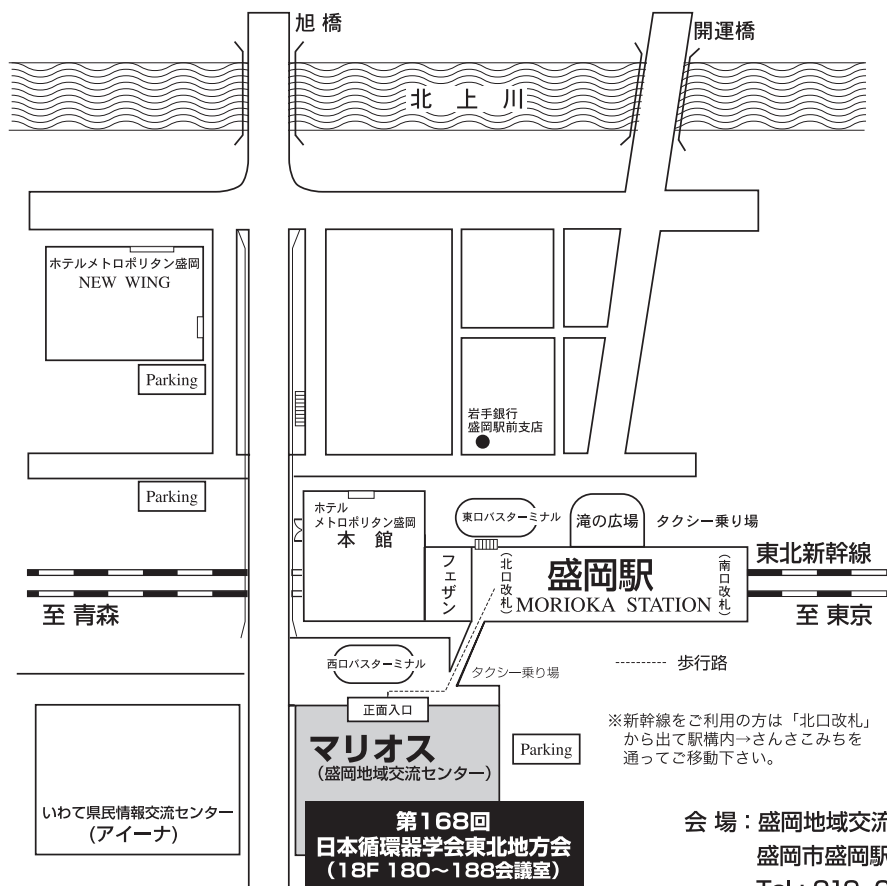 旭橋
開運橋
北上川
ホテルメトロポリタン盛岡
NEW WING
Parking
岩手銀行
盛岡駅前支店
Parking
ホテル
メトロポリタン盛岡
本館
東口バスターミナル
滝の広場
タクシー乗り場
フェザン
（北口改札）
盛岡駅
MORIOKA STATION
（南口改札）
東北新幹線
至 青森
至 東京
西口バスターミナル
タクシー乗り場
歩行路
正面入口
マリオス
（盛岡地域交流センター）
Parking
※新幹線をご利用の方は「北口改札」
から出て駅構内→さんさこみちを
通ってご移動下さい。
いわて県民情報交流センター
（アイーナ）
第168回
日本循環器学会東北地方会
（18F 180～188会議室）
会 場：盛岡地域交流
盛岡市盛岡駅